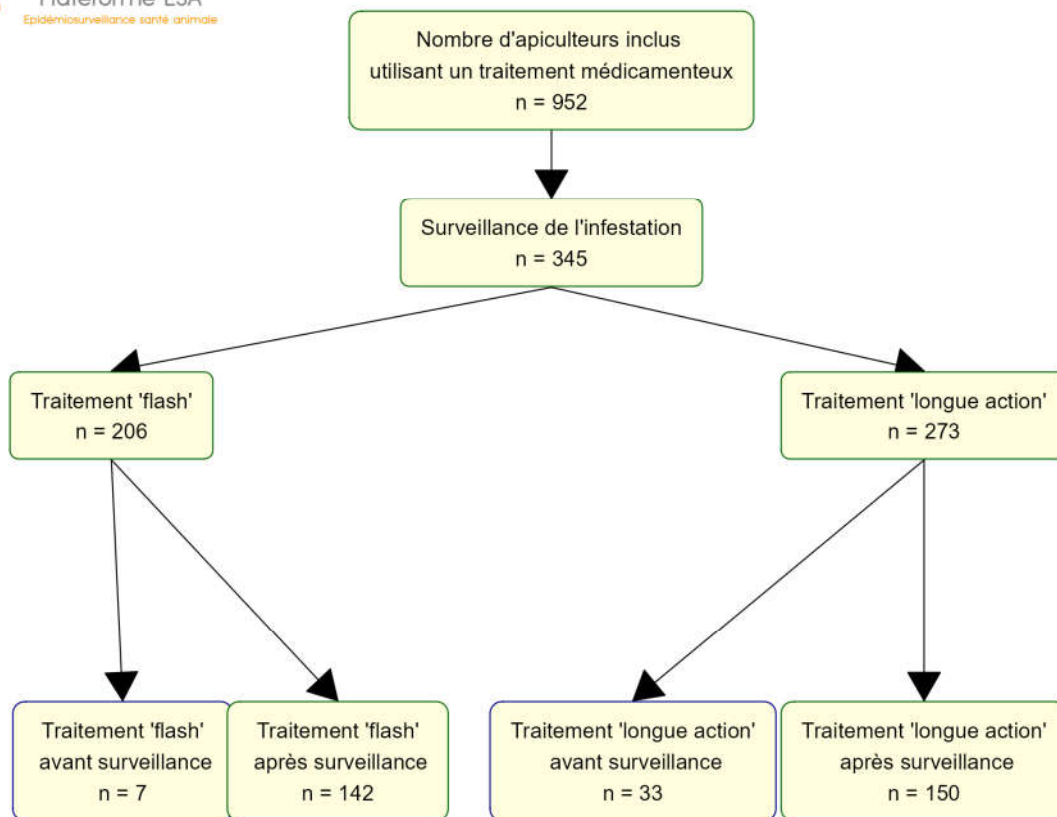 Plateforme ESA
Epidémiosurveillance santé animale
Nombre d'apiculteurs inclus
utilisant un traitement médicamenteux
n = 952
Surveillance de l'infestation
n = 345
Traitement 'flash'
n = 206
Traitement 'longue action'
n = 273
Traitement 'flash'
avant surveillance
n = 7
Traitement 'flash'
après surveillance
n = 142
Traitement 'longue action'
avant surveillance
n = 33
Traitement 'longue action'
après surveillance
n = 150